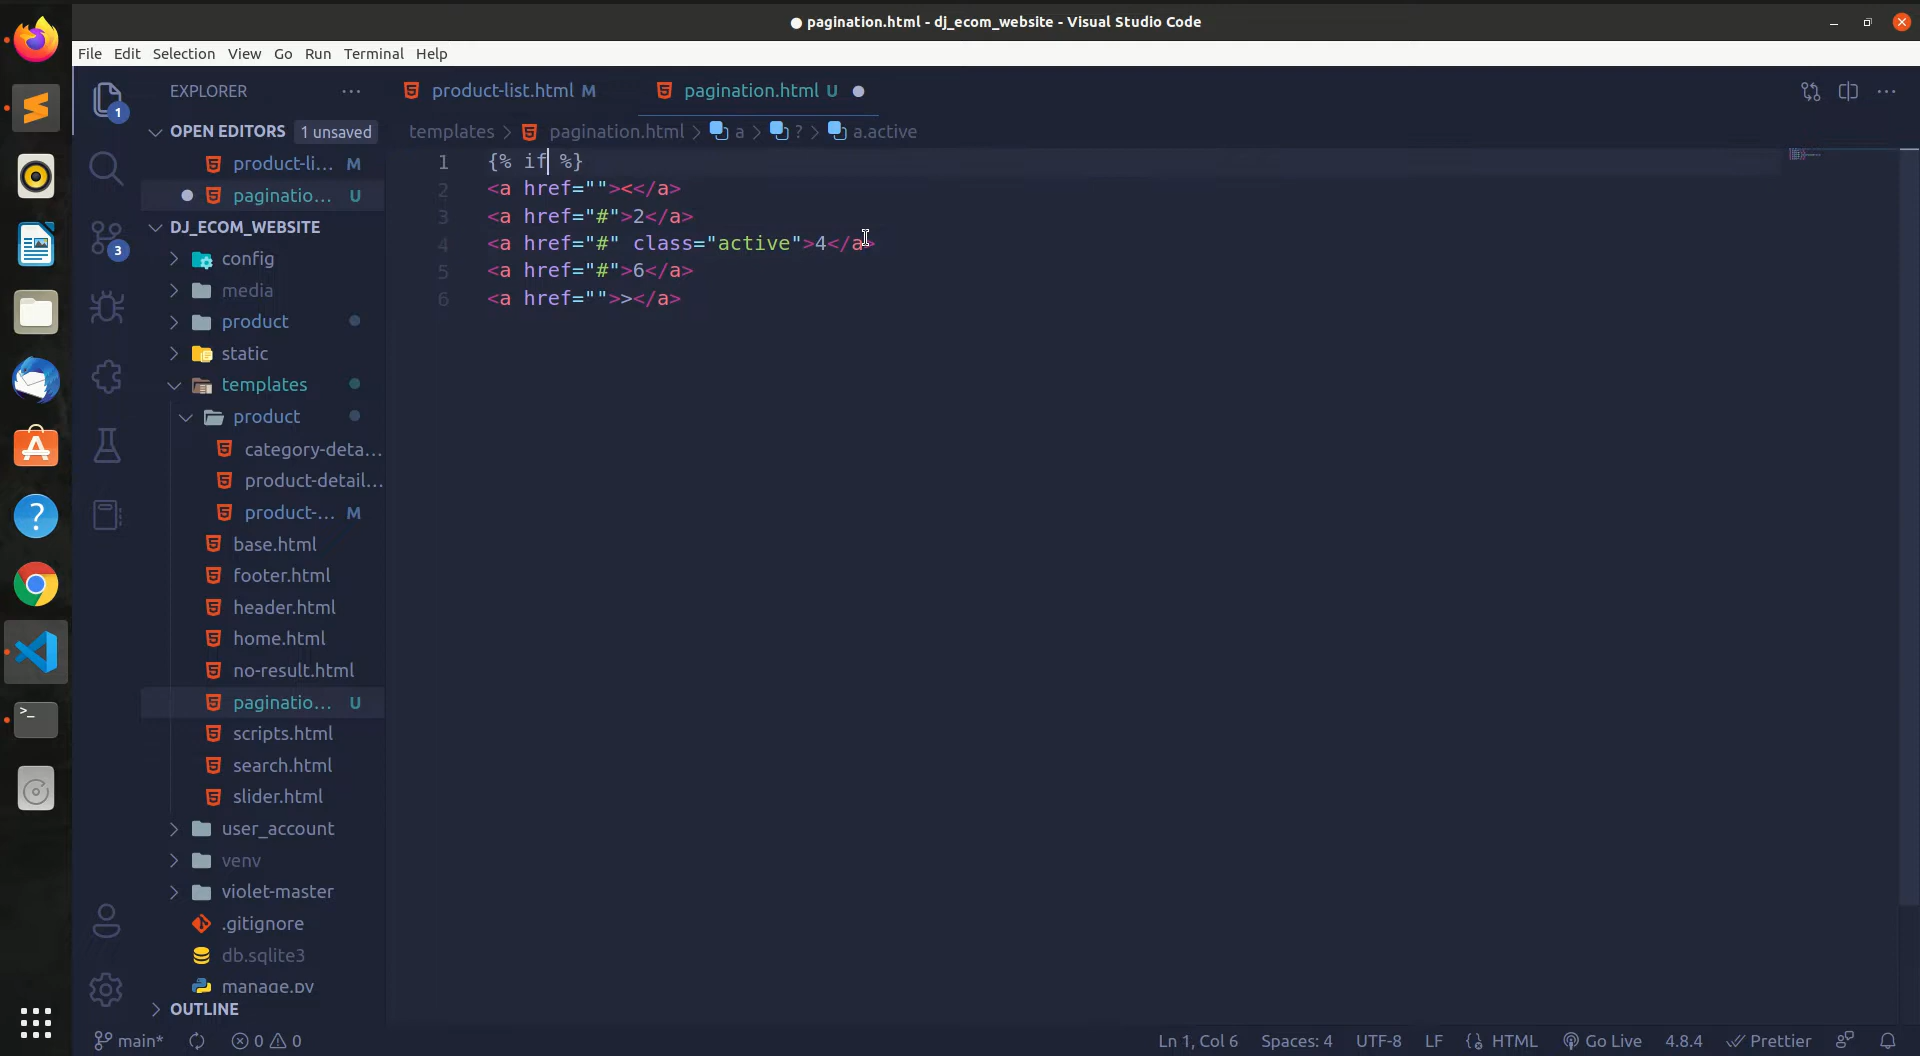 ● pagination.html - dj_ecom_website - Visual Studio Code
File Edit Selection View Go Run Terminal Help
EXPLORER ···
product-list.html M
pagination.html U ●
OPEN EDITORS 1 unsaved
templates > pagination.html > a > ? > a.active
product-li... M
paginatio... U
DJ_ECOM_WEBSITE
config
media
product
static
templates
product
category-deta...
product-detail...
product-... M
base.html
footer.html
header.html
home.html
no-result.html
paginatio... U
scripts.html
search.html
slider.html
user_account
venv
violet-master
.gitignore
db.sqlite3
manage.py
OUTLINE
1
3
1 {% if %}
2 <a href=""><</a>
3 <a href="#">2</a>
4 <a href="#" class="active">4</a>
5 <a href="#">6</a>
6 <a href="">></a>
main* 0 0 Ln 1, Col 6 Spaces: 4 UTF-8 LF HTML Go Live 4.8.4 Prettier